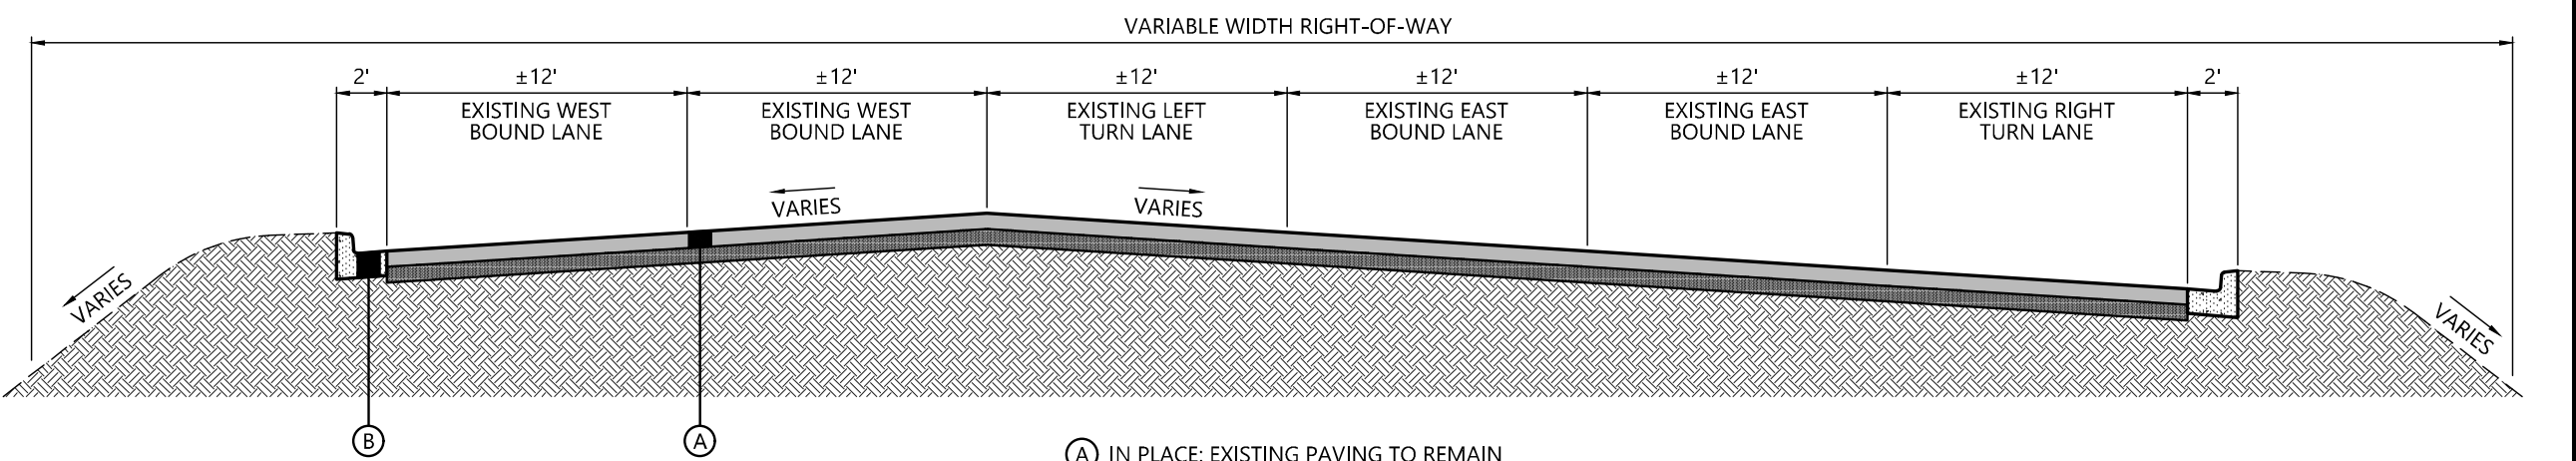 VARIABLE WIDTH RIGHT-OF-WAY
2' ±12' ±12' ±12' ±12' ±12' ±12' 2'
EXISTING WEST
BOUND LANE
EXISTING WEST
BOUND LANE
EXISTING LEFT
TURN LANE
EXISTING EAST
BOUND LANE
EXISTING EAST
BOUND LANE
EXISTING RIGHT
TURN LANE
VARIES
VARIES
VARIES
VARIES
B
A
A IN PLACE: EXISTING PAVING TO REMAIN